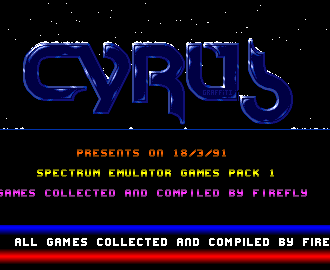 CYRUS
GRAFFITI
PRESENTS ON 18/3/91
SPECTRUM EMULATOR GAMES PACK 1
GAMES COLLECTED AND COMPILED BY FIREFLY
ALL GAMES COLLECTED AND COMPILED BY FIRE